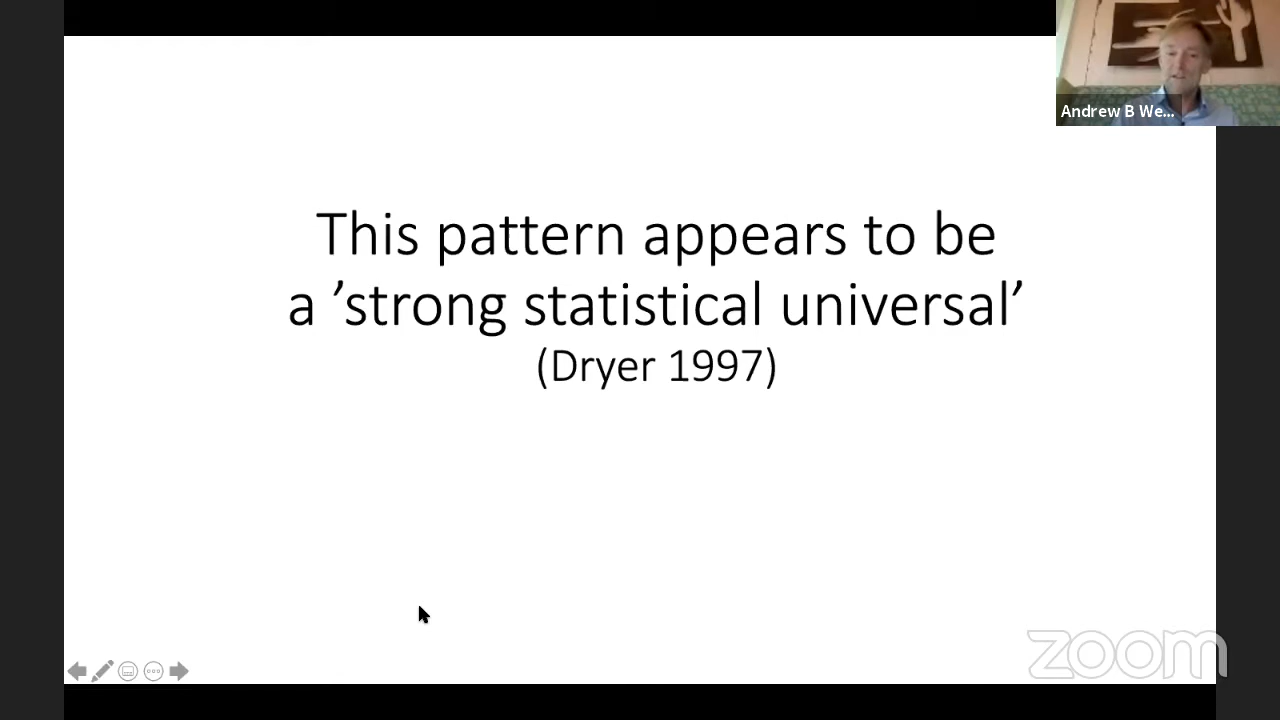 Andrew B We...
This pattern appears to be
a ’strong statistical universal’
(Dryer 1997)
zoom